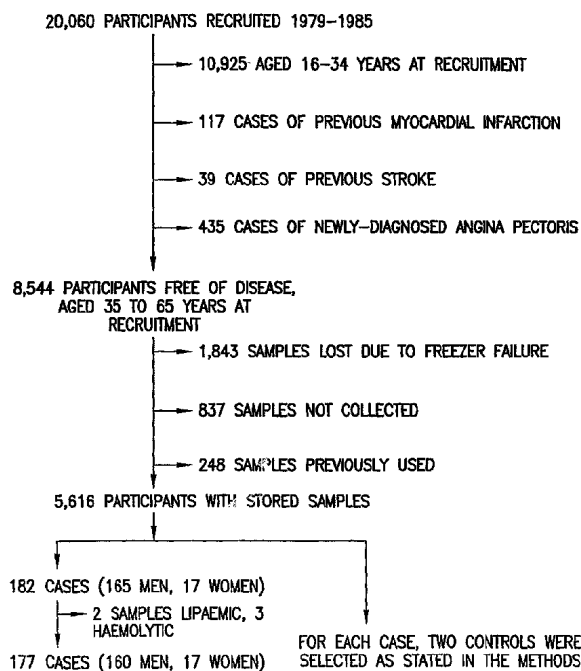 20,060 PARTICIPANTS RECRUITED 1979–1985
10,925 AGED 16–34 YEARS AT RECRUITMENT
117 CASES OF PREVIOUS MYOCARDIAL INFARCTION
39 CASES OF PREVIOUS STROKE
435 CASES OF NEWLY–DIAGNOSED ANGINA PECTORIS
8,544 PARTICIPANTS FREE OF DISEASE,
AGED 35 TO 65 YEARS AT
RECRUITMENT
1,843 SAMPLES LOST DUE TO FREEZER FAILURE
837 SAMPLES NOT COLLECTED
248 SAMPLES PREVIOUSLY USED
5,616 PARTICIPANTS WITH STORED SAMPLES
182 CASES (165 MEN, 17 WOMEN)
2 SAMPLES LIPAEMIC, 3
HAEMOLYTIC
177 CASES (160 MEN, 17 WOMEN)
FOR EACH CASE, TWO CONTROLS WERE
SELECTED AS STATED IN THE METHODS